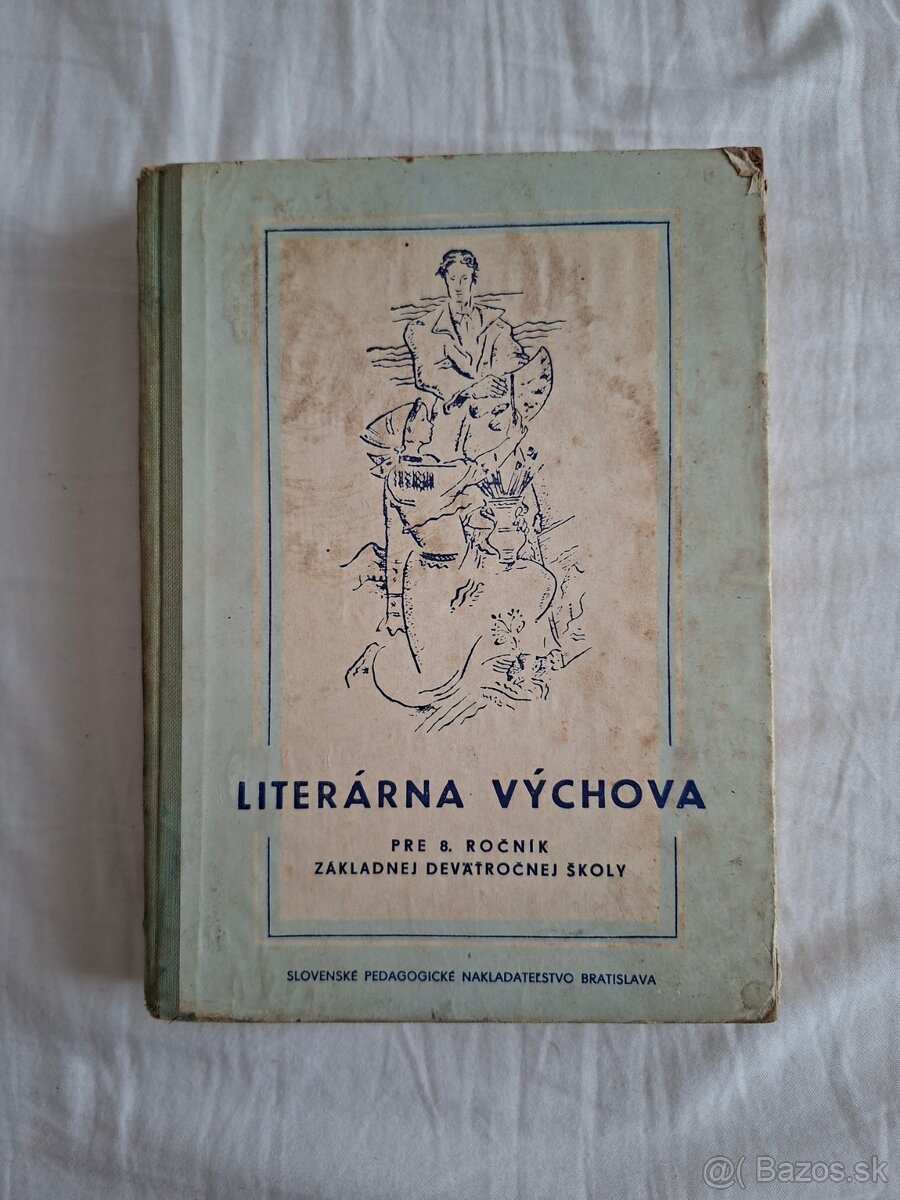 LITERÁRNA VÝCHOVA
PRE 8. ROČNÍK
ZÁKLADNEJ DEVÄŤROČNEJ ŠKOLY
SLOVENSKÉ PEDAGOGICKÉ NAKLADATEĽSTVO BRATISLAVA
@( Bazos.sk